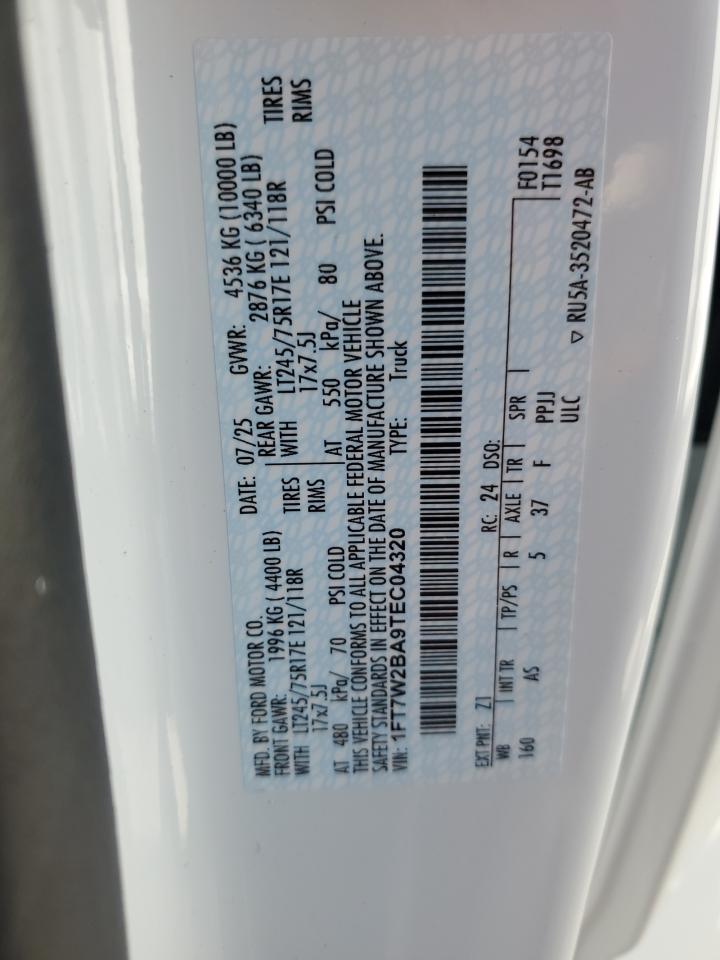 MFD. BY FORD MOTOR CO.
DATE: 07/25 GVWR: 4536 KG (10000 LB)
FRONT GAWR: 1996 KG ( 4400 LB) REAR GAWR: 2876 KG ( 6340 LB)
WITH LT245/75R17E 121/118R TIRES WITH LT245/75R17E 121/118R TIRES
17x7.5J RIMS 17x7.5J RIMS
AT 480 kPa/ 70 PSI COLD AT 550 kPa/ 80 PSI COLD
THIS VEHICLE CONFORMS TO ALL APPLICABLE FEDERAL MOTOR VEHICLE
SAFETY STANDARDS IN EFFECT ON THE DATE OF MANUFACTURE SHOWN ABOVE.
VIN: 1FT7W2BA9TEC04320 TYPE: Truck
EXT PNT: Z1 RC: 24 DSO: F0154
WB INT TR TP/PS R AXLE TR SPR T1698
160 AS 5 37 F PPJJ
ULC ▽ RU5A-3520472-AB